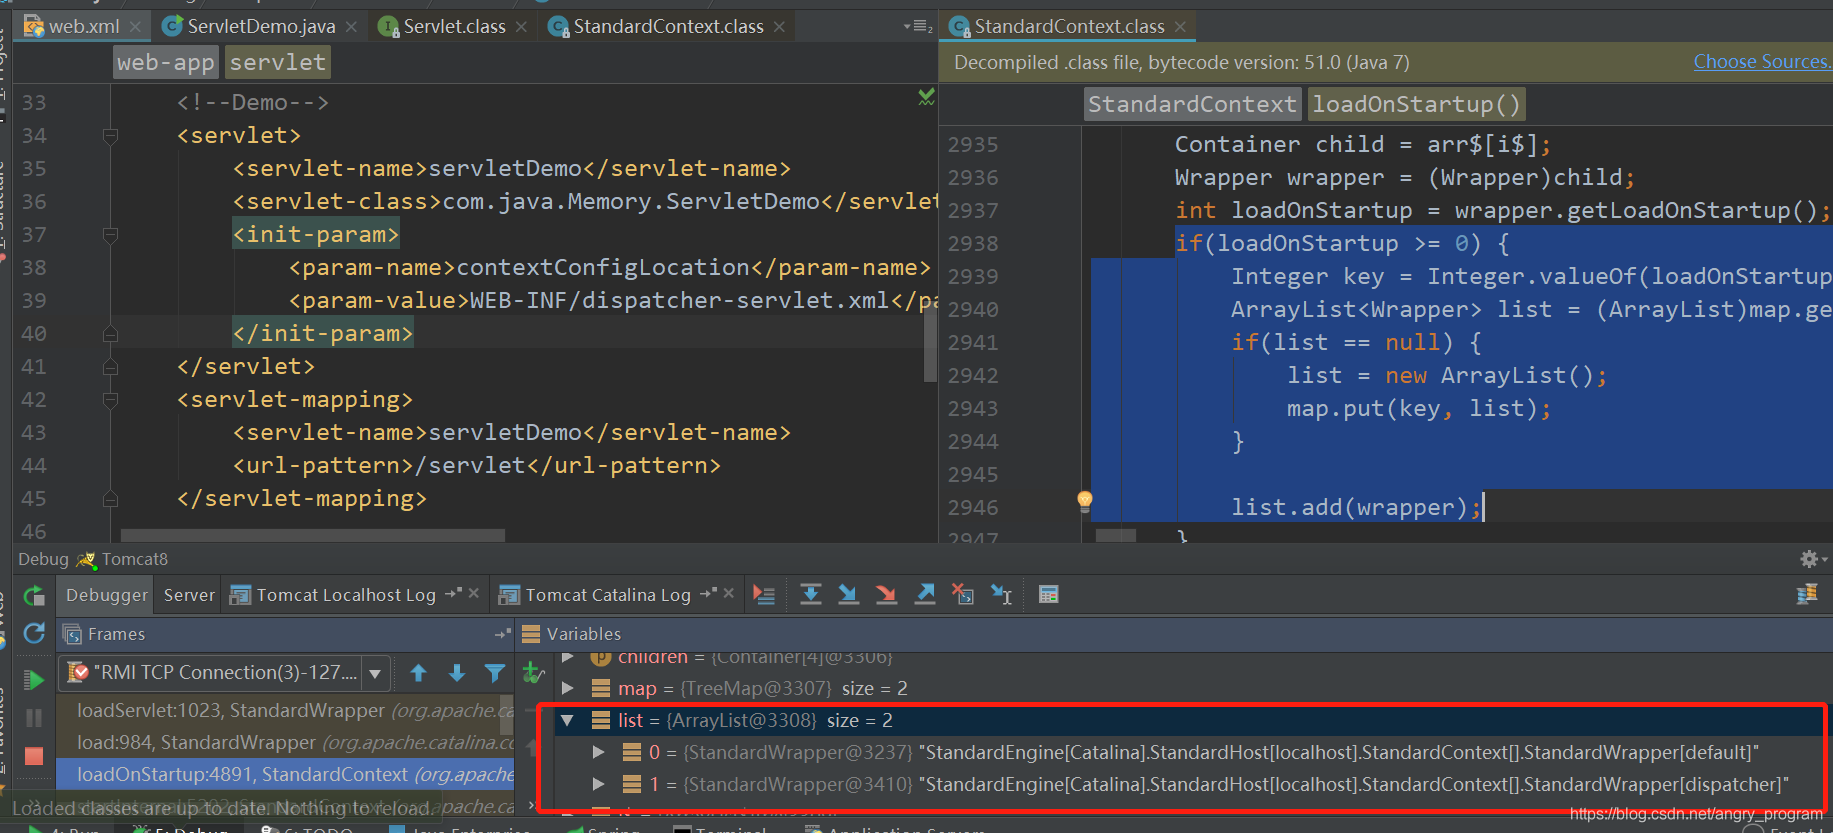 web.xml
ServletDemo.java
Servlet.class
StandardContext.class
web-app servlet
33 <!--Demo-->
34 <servlet>
35 <servlet-name>servletDemo</servlet-name>
36 <servlet-class>com.java.Memory.ServletDemo</servlet
37 <init-param>
38 <param-name>contextConfigLocation</param-name>
39 <param-value>WEB-INF/dispatcher-servlet.xml</pa
40 </init-param>
41 </servlet>
42 <servlet-mapping>
43 <servlet-name>servletDemo</servlet-name>
44 <url-pattern>/servlet</url-pattern>
45 </servlet-mapping>
46
StandardContext.class
Decompiled .class file, bytecode version: 51.0 (Java 7) Choose Sources.
StandardContext loadOnStartup()
2935 Container child = arr$[i$];
2936 Wrapper wrapper = (Wrapper)child;
2937 int loadOnStartup = wrapper.getLoadOnStartup();
2938 if(loadOnStartup >= 0) {
2939 Integer key = Integer.valueOf(loadOnStartup
2940 ArrayList<Wrapper> list = (ArrayList)map.ge
2941 if(list == null) {
2942 list = new ArrayList();
2943 map.put(key, list);
2944 }
2945
2946 list.add(wrapper);
2947 }
Debug Tomcat8
Debugger Server Tomcat Localhost Log Tomcat Catalina Log
Frames
"RMI TCP Connection(3)-127....
loadServlet:1023, StandardWrapper (org.apache.ca
load:984, StandardWrapper (org.apache.catalina.co
loadOnStartup:4891, StandardContext (org.apache
Loaded classes are up to date. Nothing to reload.
Variables
children = {Container[4]@3306}
map = {TreeMap@3307} size = 2
list = {ArrayList@3308} size = 2
0 = {StandardWrapper@3237} "StandardEngine[Catalina].StandardHost[localhost].StandardContext[].StandardWrapper[default]"
1 = {StandardWrapper@3410} "StandardEngine[Catalina].StandardHost[localhost].StandardContext[].StandardWrapper[dispatcher]"
https://blog.csdn.net/angry_program